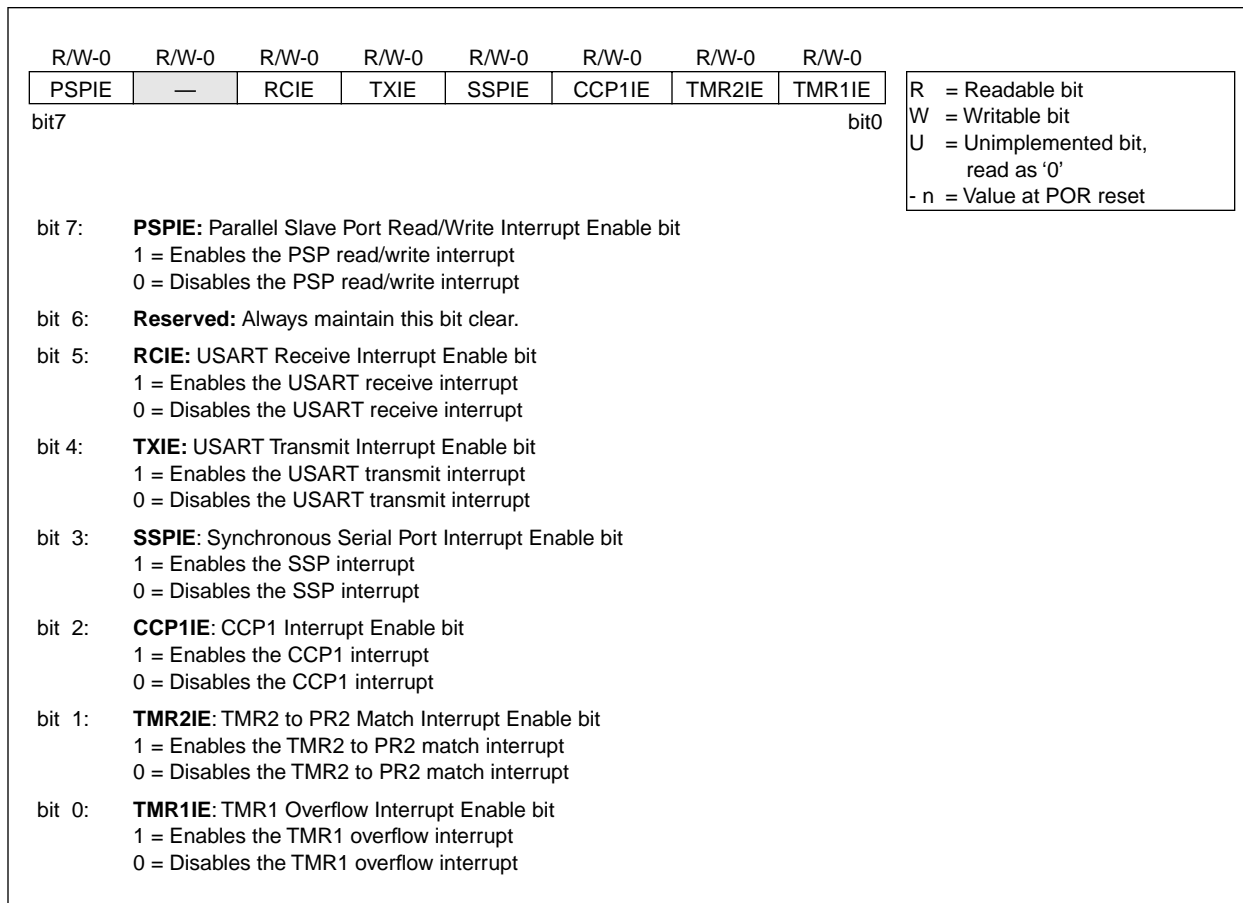 R/W-0 R/W-0 R/W-0 R/W-0 R/W-0 R/W-0 R/W-0 R/W-0
PSPIE — RCIE TXIE SSPIE CCP1IE TMR2IE TMR1IE
bit7 bit0
R = Readable bit
W = Writable bit
U = Unimplemented bit,
read as ‘0’
- n = Value at POR reset
bit 7: PSPIE: Parallel Slave Port Read/Write Interrupt Enable bit
1 = Enables the PSP read/write interrupt
0 = Disables the PSP read/write interrupt
bit 6: Reserved: Always maintain this bit clear.
bit 5: RCIE: USART Receive Interrupt Enable bit
1 = Enables the USART receive interrupt
0 = Disables the USART receive interrupt
bit 4: TXIE: USART Transmit Interrupt Enable bit
1 = Enables the USART transmit interrupt
0 = Disables the USART transmit interrupt
bit 3: SSPIE: Synchronous Serial Port Interrupt Enable bit
1 = Enables the SSP interrupt
0 = Disables the SSP interrupt
bit 2: CCP1IE: CCP1 Interrupt Enable bit
1 = Enables the CCP1 interrupt
0 = Disables the CCP1 interrupt
bit 1: TMR2IE: TMR2 to PR2 Match Interrupt Enable bit
1 = Enables the TMR2 to PR2 match interrupt
0 = Disables the TMR2 to PR2 match interrupt
bit 0: TMR1IE: TMR1 Overflow Interrupt Enable bit
1 = Enables the TMR1 overflow interrupt
0 = Disables the TMR1 overflow interrupt